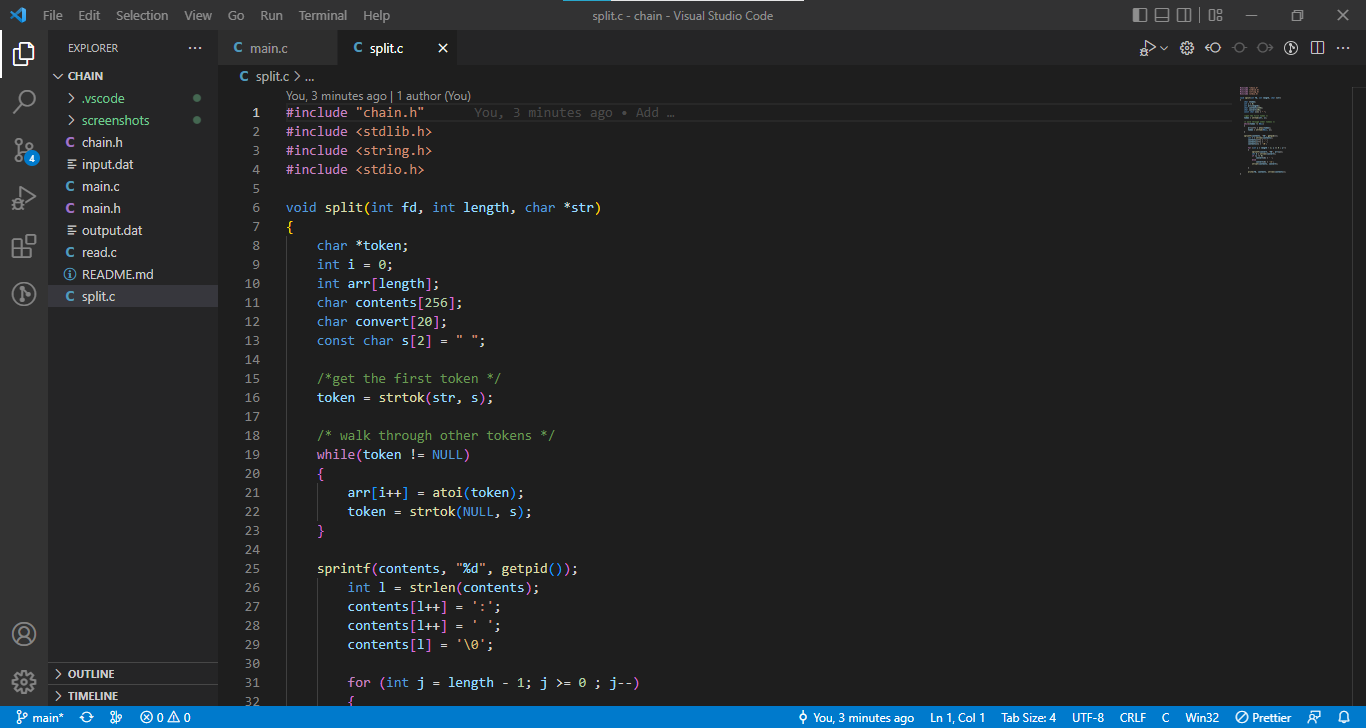 File Edit Selection View Go Run Terminal Help
split.c - chain - Visual Studio Code
EXPLORER
CHAIN
.vscode
screenshots
C chain.h
input.dat
C main.c
C main.h
output.dat
C read.c
README.md
C split.c
OUTLINE
TIMELINE
4
C main.c
C split.c
C split.c > ...
You, 3 minutes ago | 1 author (You)
1 #include "chain.h" You, 3 minutes ago • Add …
2 #include <stdlib.h>
3 #include <string.h>
4 #include <stdio.h>
5
6 void split(int fd, int length, char *str)
7 {
8 char *token;
9 int i = 0;
10 int arr[length];
11 char contents[256];
12 char convert[20];
13 const char s[2] = " ";
14
15 /*get the first token */
16 token = strtok(str, s);
17
18 /* walk through other tokens */
19 while(token != NULL)
20 {
21 arr[i++] = atoi(token);
22 token = strtok(NULL, s);
23 }
24
25 sprintf(contents, "%d", getpid());
26 int l = strlen(contents);
27 contents[l++] = ':';
28 contents[l++] = ' ';
29 contents[l] = '\0';
30
31 for (int j = length - 1; j >= 0 ; j--)
32 {
main* 0 0 You, 3 minutes ago Ln 1, Col 1 Tab Size: 4 UTF-8 CRLF C Win32 Prettier